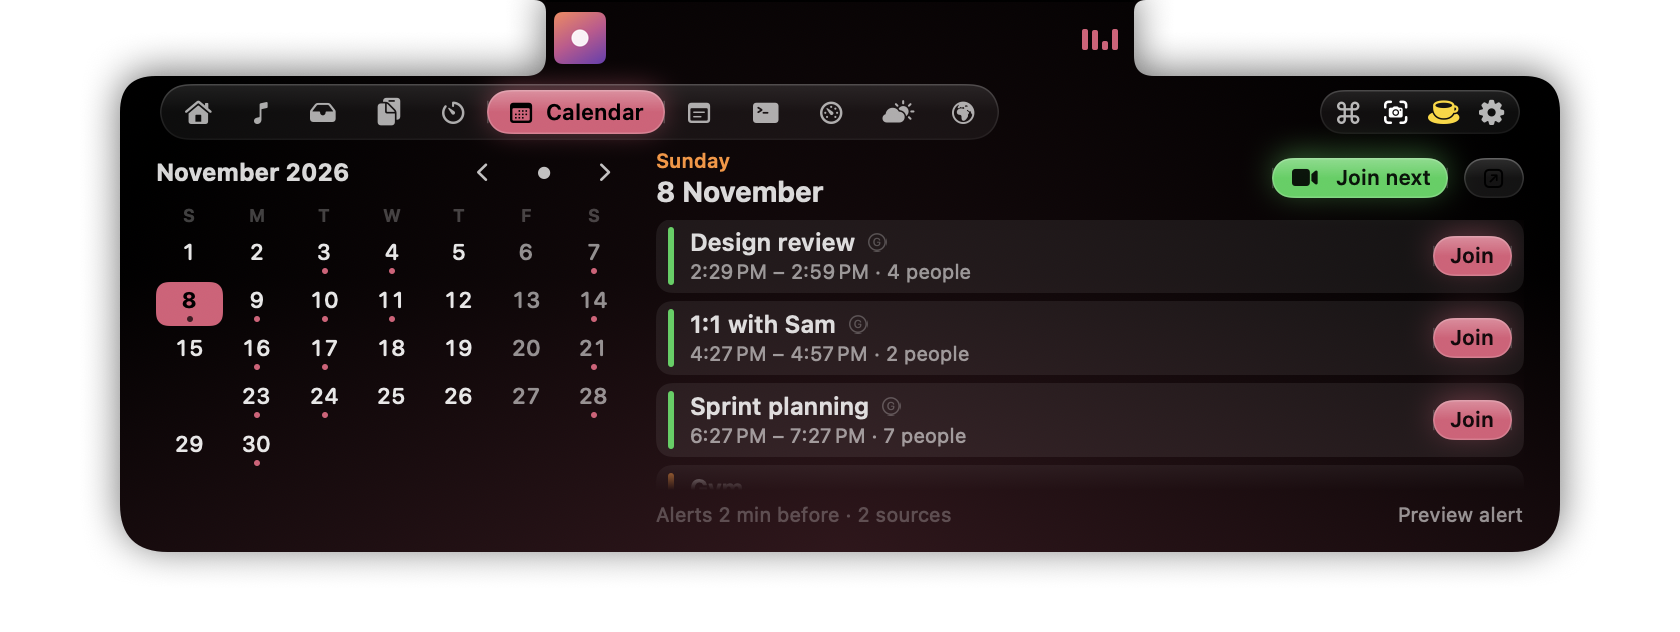 Calendar
November 2026
S M T W T F S
1 2 3 4 5 6 7
8 9 10 11 12 13 14
15 16 17 18 19 20 21
23 24 25 26 27 28
29 30
Sunday
8 November
Join next
Design review G
2:29 PM – 2:59 PM · 4 people
Join
1:1 with Sam G
4:27 PM – 4:57 PM · 2 people
Join
Sprint planning G
6:27 PM – 7:27 PM · 7 people
Join
Gym
Alerts 2 min before · 2 sources
Preview alert